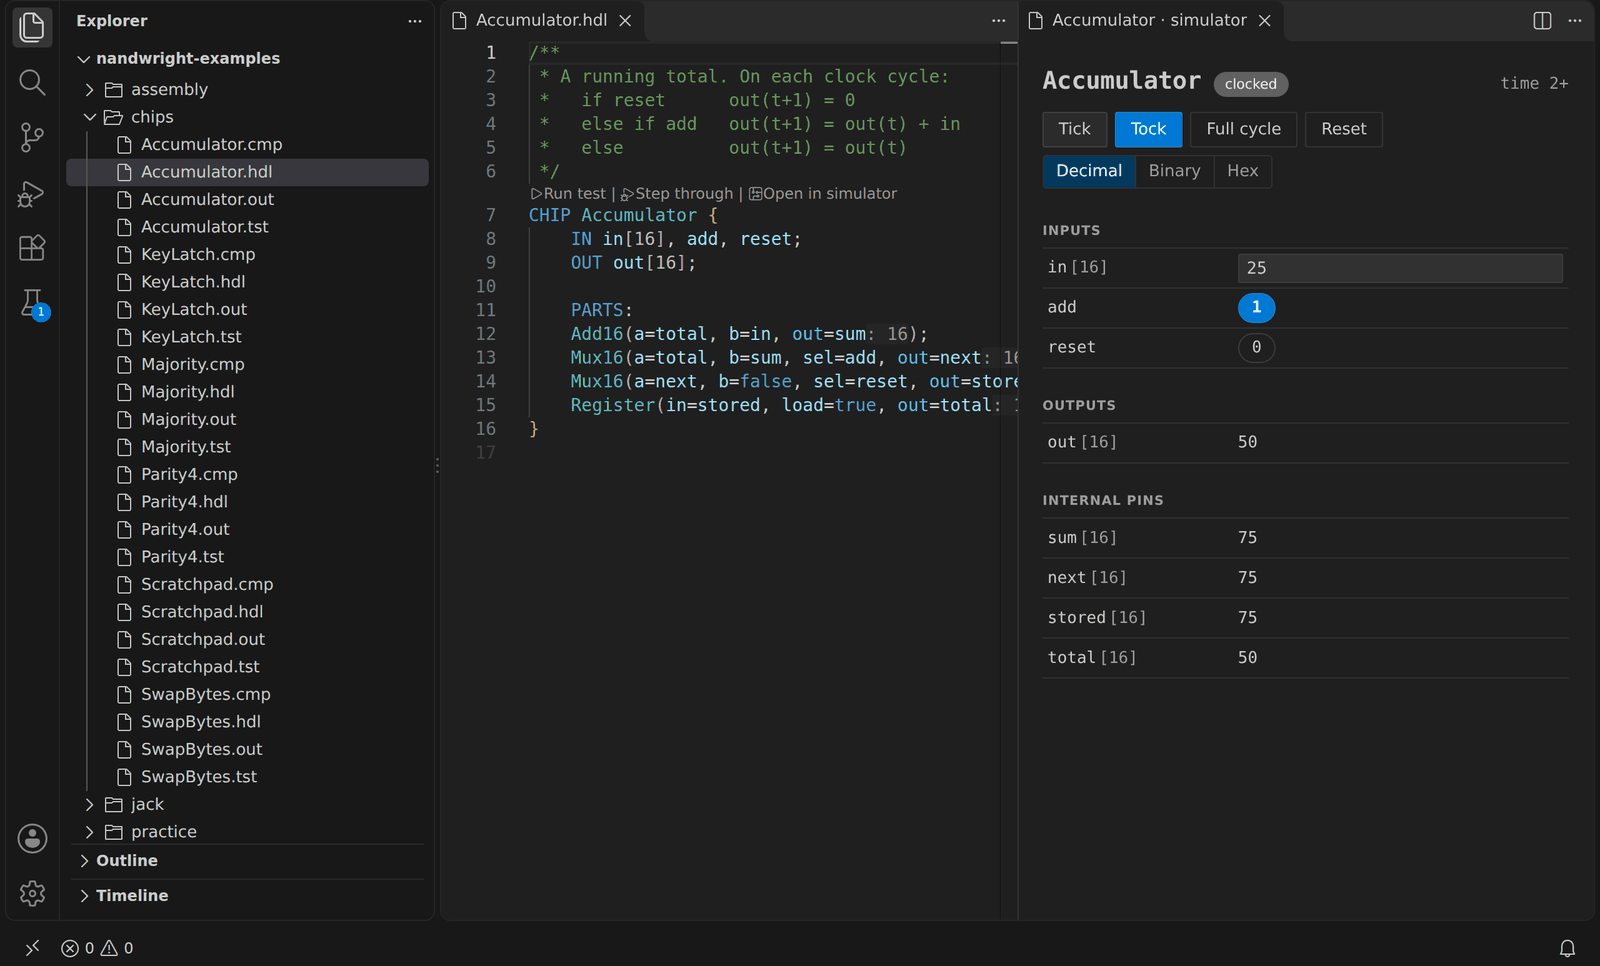 Explorer
nandwright-examples
assembly
chips
Accumulator.cmp
Accumulator.hdl
Accumulator.out
Accumulator.tst
KeyLatch.cmp
KeyLatch.hdl
KeyLatch.out
KeyLatch.tst
Majority.cmp
Majority.hdl
Majority.out
Majority.tst
Parity4.cmp
Parity4.hdl
Parity4.out
Parity4.tst
Scratchpad.cmp
Scratchpad.hdl
Scratchpad.out
Scratchpad.tst
SwapBytes.cmp
SwapBytes.hdl
SwapBytes.out
SwapBytes.tst
jack
practice
Outline
Timeline
1
0 0
Accumulator.hdl
1 /**
2 * A running total. On each clock cycle:
3 * if reset out(t+1) = 0
4 * else if add out(t+1) = out(t) + in
5 * else out(t+1) = out(t)
6 */
Run test | Step through | Open in simulator
7 CHIP Accumulator {
8 IN in[16], add, reset;
9 OUT out[16];
10
11 PARTS:
12 Add16(a=total, b=in, out=sum: 16);
13 Mux16(a=total, b=sum, sel=add, out=next: 16
14 Mux16(a=next, b=false, sel=reset, out=store
15 Register(in=stored, load=true, out=total: 1
16 }
17
Accumulator · simulator
Accumulator clocked time 2+
Tick Tock Full cycle Reset
Decimal Binary Hex
INPUTS
in[16] 25
add 1
reset 0
OUTPUTS
out[16] 50
INTERNAL PINS
sum[16] 75
next[16] 75
stored[16] 75
total[16] 50